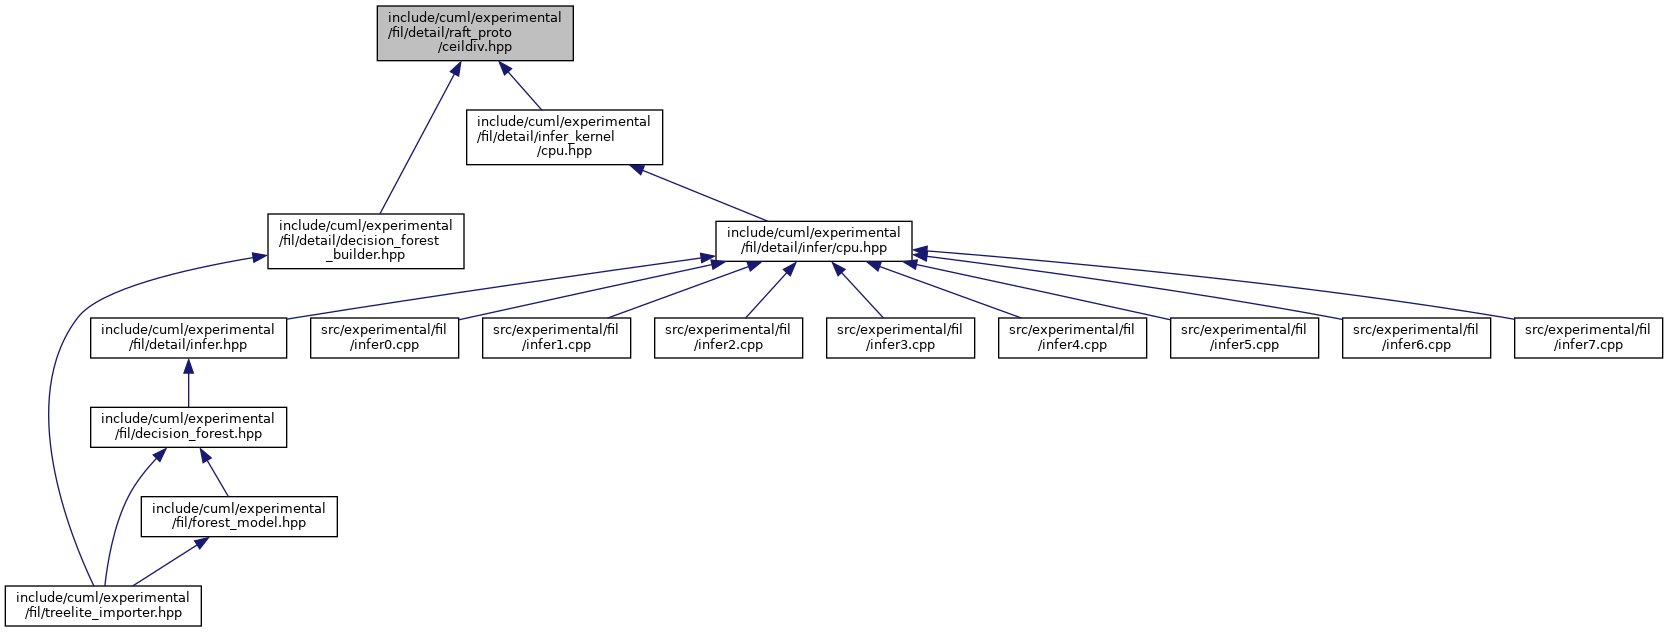 include/cuml/experimental
/fil/detail/raft_proto
/ceildiv.hpp
include/cuml/experimental
/fil/detail/infer_kernel
/cpu.hpp
include/cuml/experimental
/fil/detail/decision_forest
_builder.hpp
include/cuml/experimental
/fil/detail/infer/cpu.hpp
include/cuml/experimental
/fil/detail/infer.hpp
src/experimental/fil
/infer0.cpp
src/experimental/fil
/infer1.cpp
src/experimental/fil
/infer2.cpp
src/experimental/fil
/infer3.cpp
src/experimental/fil
/infer4.cpp
src/experimental/fil
/infer5.cpp
src/experimental/fil
/infer6.cpp
src/experimental/fil
/infer7.cpp
include/cuml/experimental
/fil/decision_forest.hpp
include/cuml/experimental
/fil/forest_model.hpp
include/cuml/experimental
/fil/treelite_importer.hpp